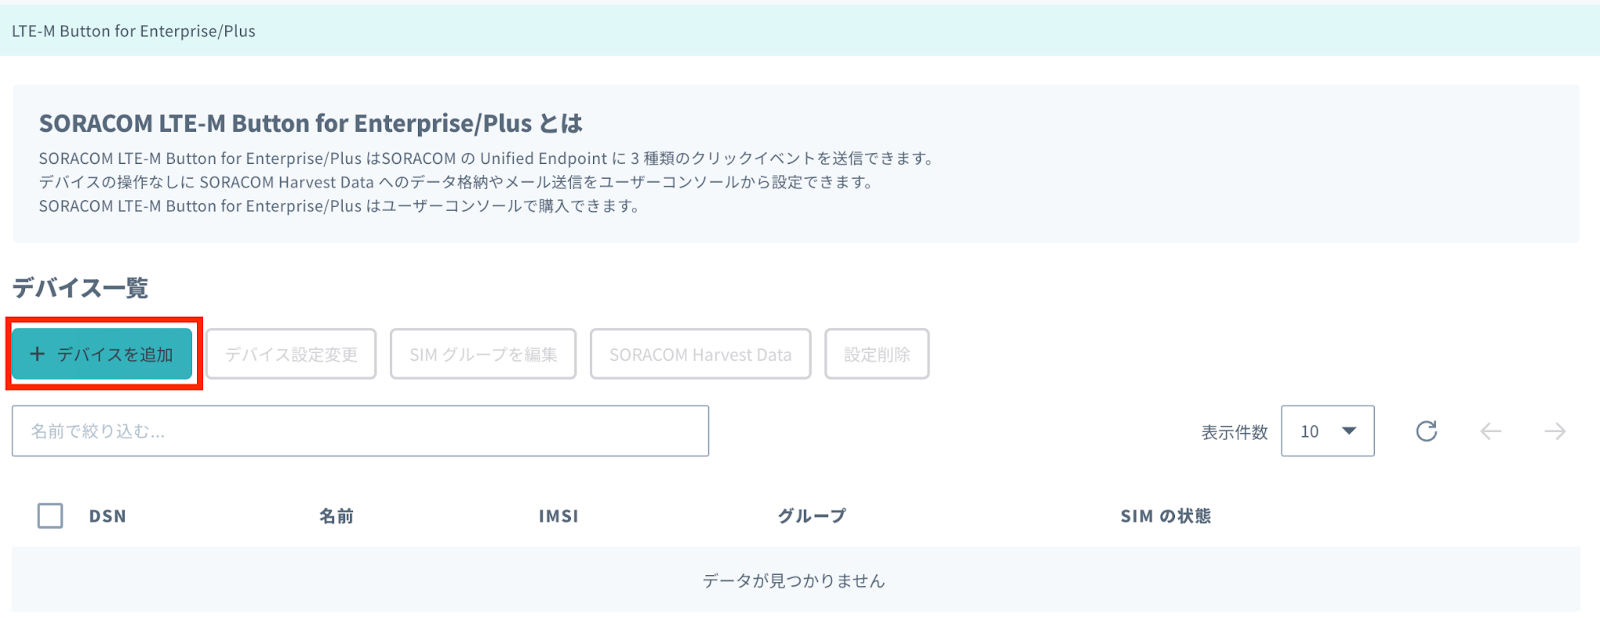 LTE-M Button for Enterprise/Plus
SORACOM LTE-M Button for Enterprise/Plus とは
SORACOM LTE-M Button for Enterprise/Plus はSORACOM の Unified Endpoint に 3 種類のクリックイベントを送信できます。
デバイスの操作なしに SORACOM Harvest Data へのデータ格納やメール送信をユーザーコンソールから設定できます。
SORACOM LTE-M Button for Enterprise/Plus はユーザーコンソールで購入できます。
デバイス一覧
+ デバイスを追加 デバイス設定変更 SIM グループを編集 SORACOM Harvest Data 設定削除
名前で絞り込む... 表示件数 10
DSN 名前 IMSI グループ SIM の状態
データが見つかりません